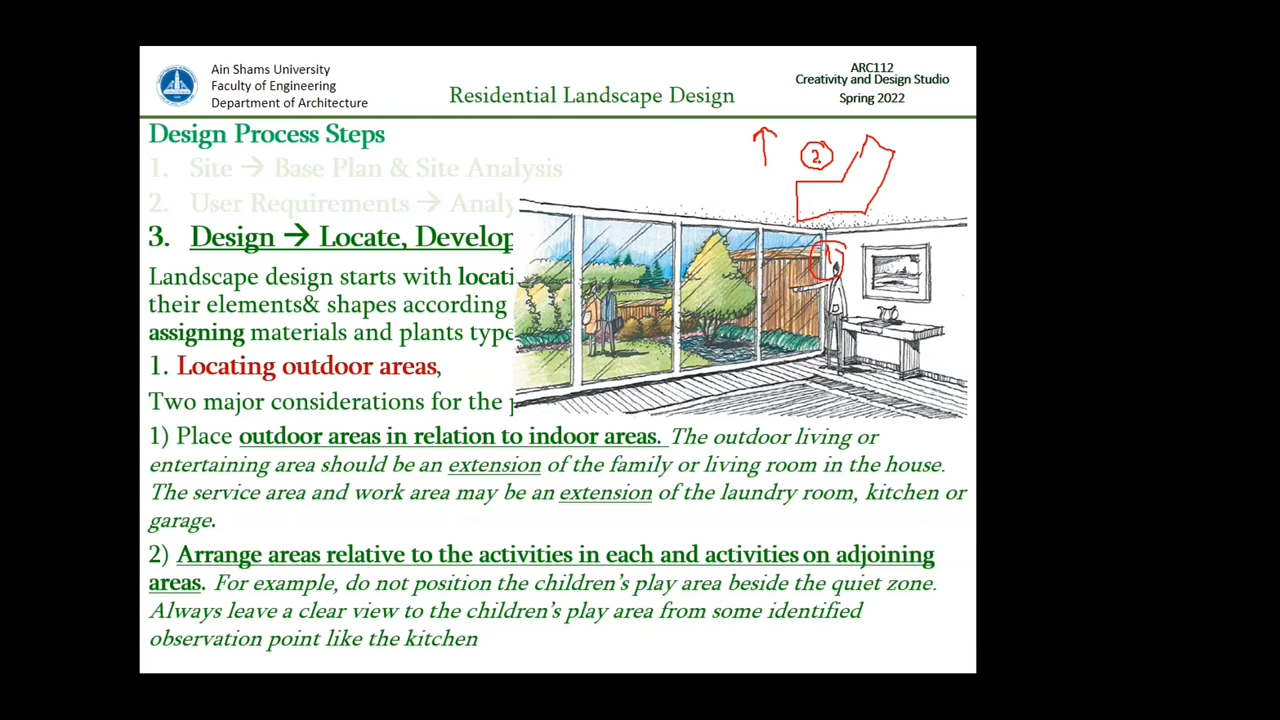 Ain Shams University
Faculty of Engineering
Department of Architecture
Residential Landscape Design
ARC112
Creativity and Design Studio
Spring 2022
Design Process Steps
1. Site → Base Plan & Site Analysis
2. User Requirements → Analy
3. Design → Locate, Develop
Landscape design starts with locati
their elements& shapes according
assigning materials and plants type
1. Locating outdoor areas,
Two major considerations for the p
1) Place outdoor areas in relation to indoor areas. The outdoor living or
entertaining area should be an extension of the family or living room in the house.
The service area and work area may be an extension of the laundry room, kitchen or
garage.
2) Arrange areas relative to the activities in each and activities on adjoining
areas. For example, do not position the children's play area beside the quiet zone.
Always leave a clear view to the children's play area from some identified
observation point like the kitchen